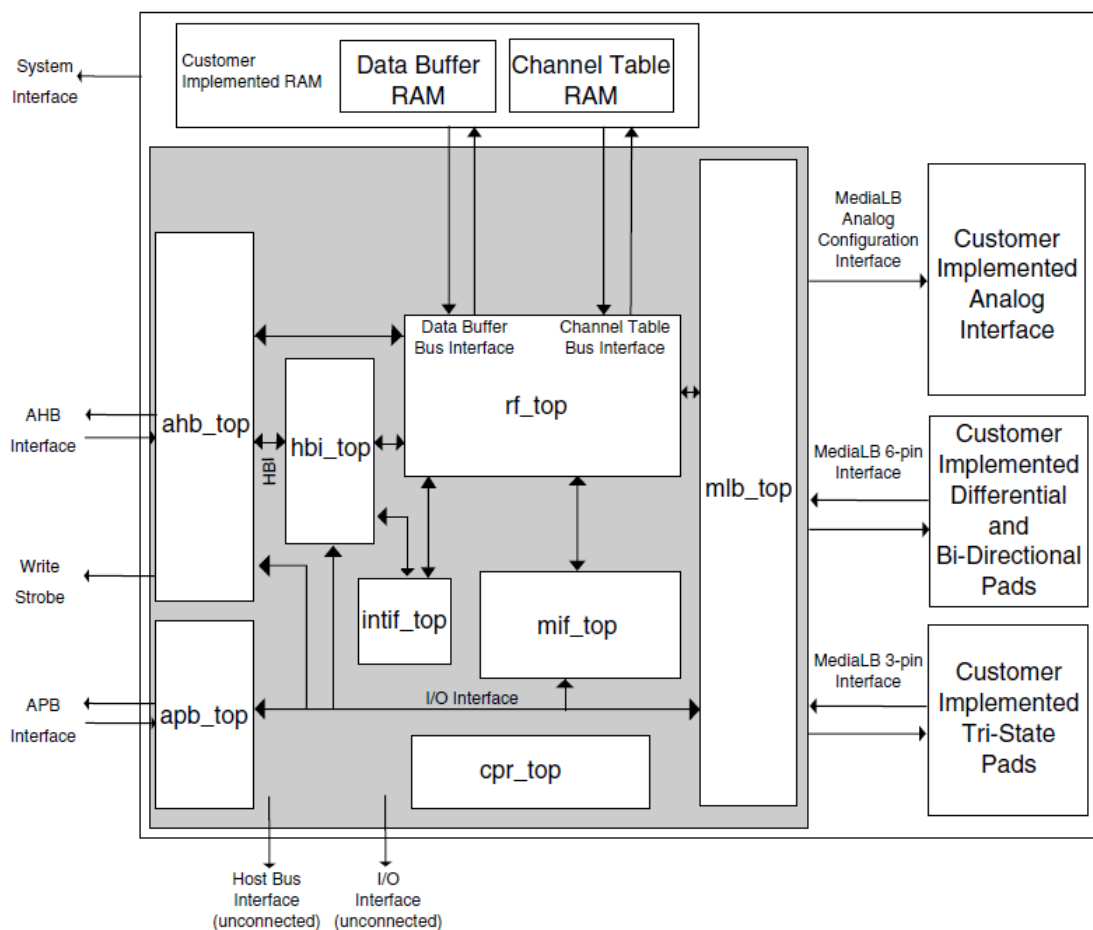 System
Interface
Customer
Implemented RAM
Data Buffer
RAM
Channel Table
RAM
MediaLB
Analog
Configuration
Interface
Customer
Implemented
Analog
Interface
Data Buffer
Bus Interface
Channel Table
Bus Interface
rf_top
AHB
Interface
ahb_top
HBI
hbi_top
mlb_top
MediaLB 6-pin
Interface
Customer
Implemented
Differential
and
Bi-Directional
Pads
Write
Strobe
intif_top
mif_top
MediaLB 3-pin
Interface
Customer
Implemented
Tri-State
Pads
APB
Interface
apb_top
I/O Interface
cpr_top
Host Bus
Interface
(unconnected)
I/O
Interface
(unconnected)